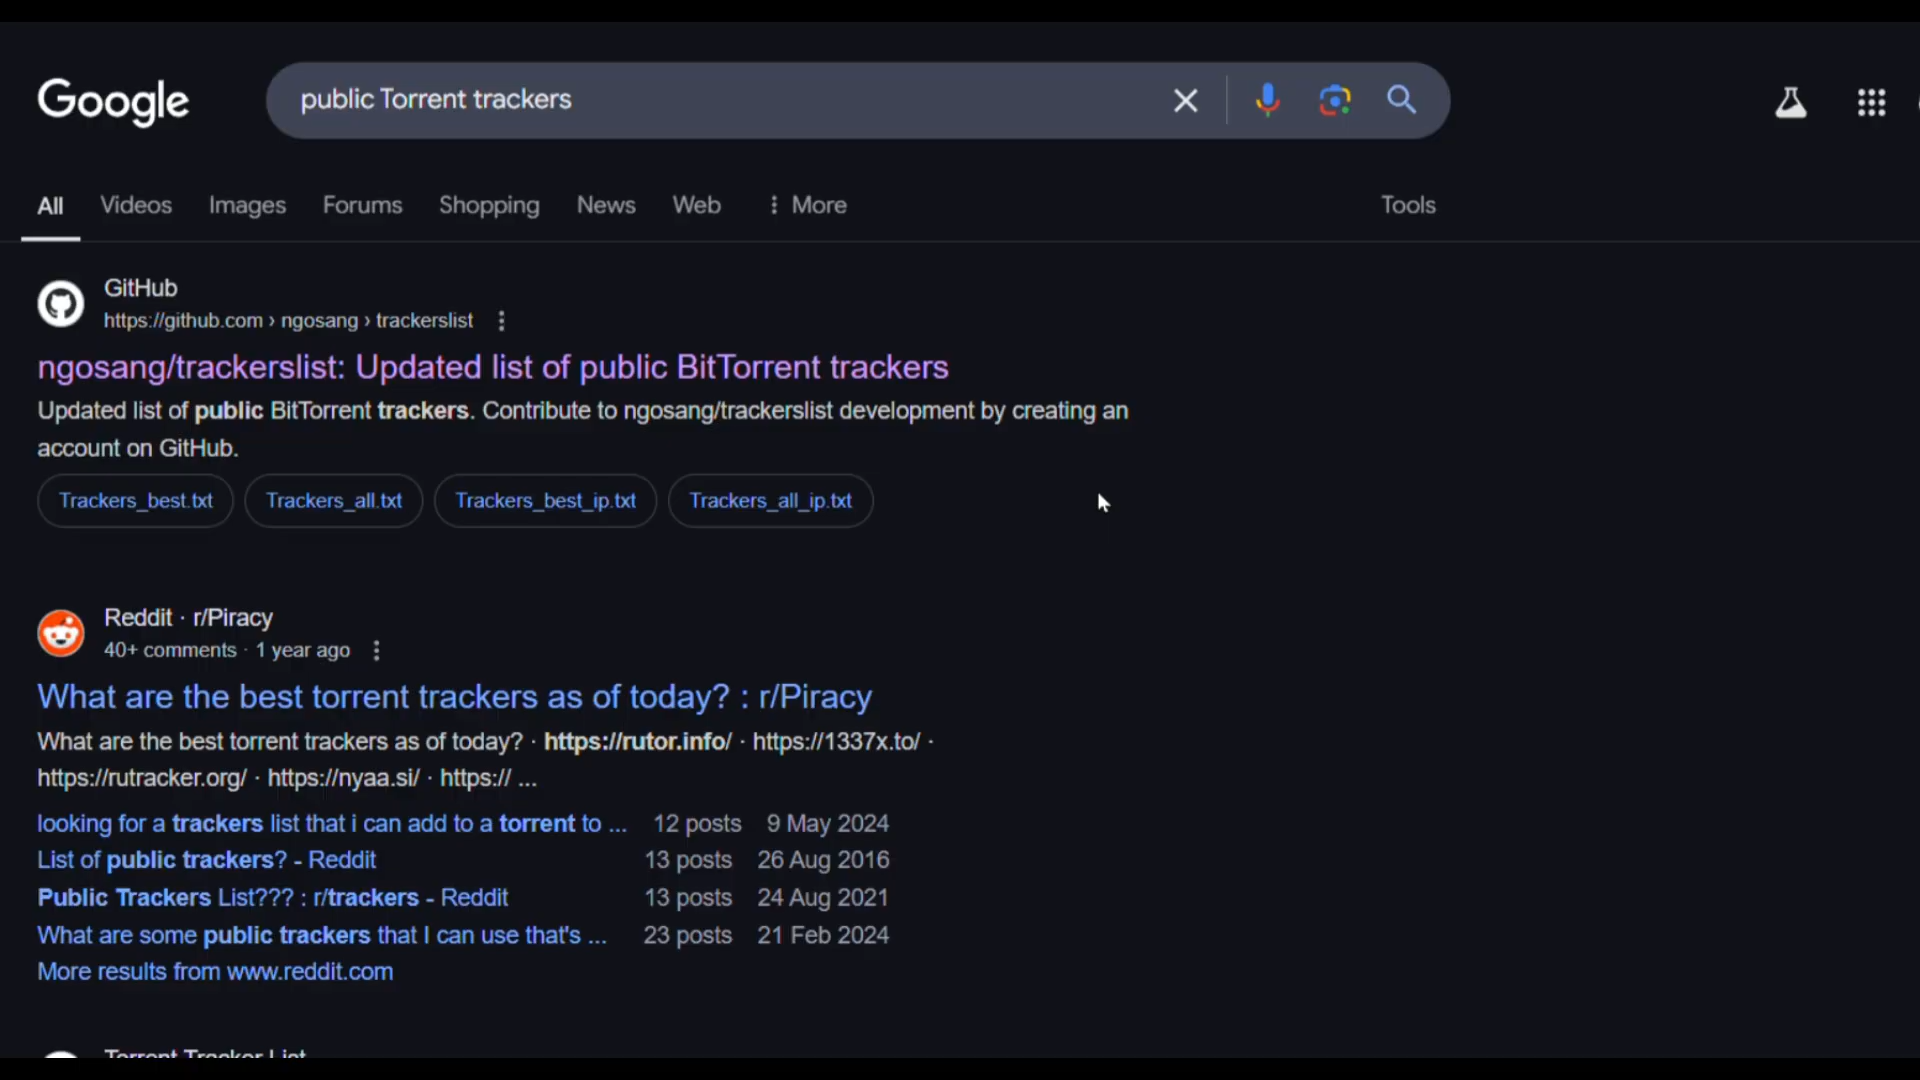 Google
public Torrent trackers
All Videos Images Forums Shopping News Web More Tools
GitHub
https://github.com › ngosang › trackerslist
ngosang/trackerslist: Updated list of public BitTorrent trackers
Updated list of public BitTorrent trackers. Contribute to ngosang/trackerslist development by creating an
account on GitHub.
Trackers_best.txt Trackers_all.txt Trackers_best_ip.txt Trackers_all_ip.txt
Reddit · r/Piracy
40+ comments · 1 year ago
What are the best torrent trackers as of today? : r/Piracy
What are the best torrent trackers as of today? · https://rutor.info/ · https://1337x.to/ ·
https://rutracker.org/ · https://nyaa.si/ · https:// ...
looking for a trackers list that i can add to a torrent to ... 12 posts 9 May 2024
List of public trackers? - Reddit 13 posts 26 Aug 2016
Public Trackers List??? : r/trackers - Reddit 13 posts 24 Aug 2021
What are some public trackers that I can use that's ... 23 posts 21 Feb 2024
More results from www.reddit.com
Torrent Tracker List